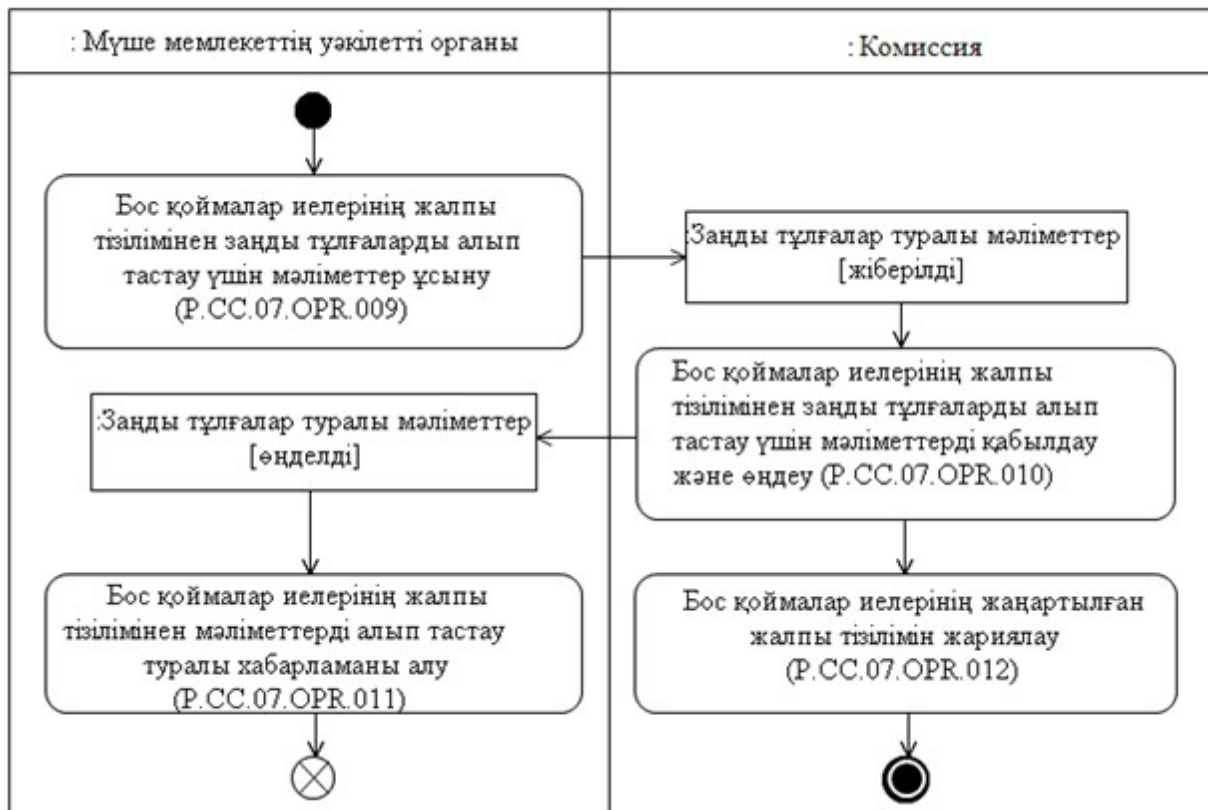 : Мүше мемлекеттің уәкілетті органы
: Комиссия
Бос қоймалар иелерінің жалпы
тізілімінен заңды тұлғаларды алып
тастау үшін мәліметтер ұсыну
(P.CC.07.OPR.009)
:Заңды тұлғалар туралы мәліметтер
[жіберілді]
Бос қоймалар иелерінің жалпы
тізілімінен заңды тұлғаларды алып
тастау үшін мәліметтерді қабылдау
және өңдеу (P.CC.07.OPR.010)
:Заңды тұлғалар туралы мәліметтер
[өңделді]
Бос қоймалар иелерінің жалпы
тізілімінен мәліметтерді алып тастау
туралы хабарламаны алу
(P.CC.07.OPR.011)
Бос қоймалар иелерінің жаңартылған
жалпы тізілімін жариялау
(P.CC.07.OPR.012)